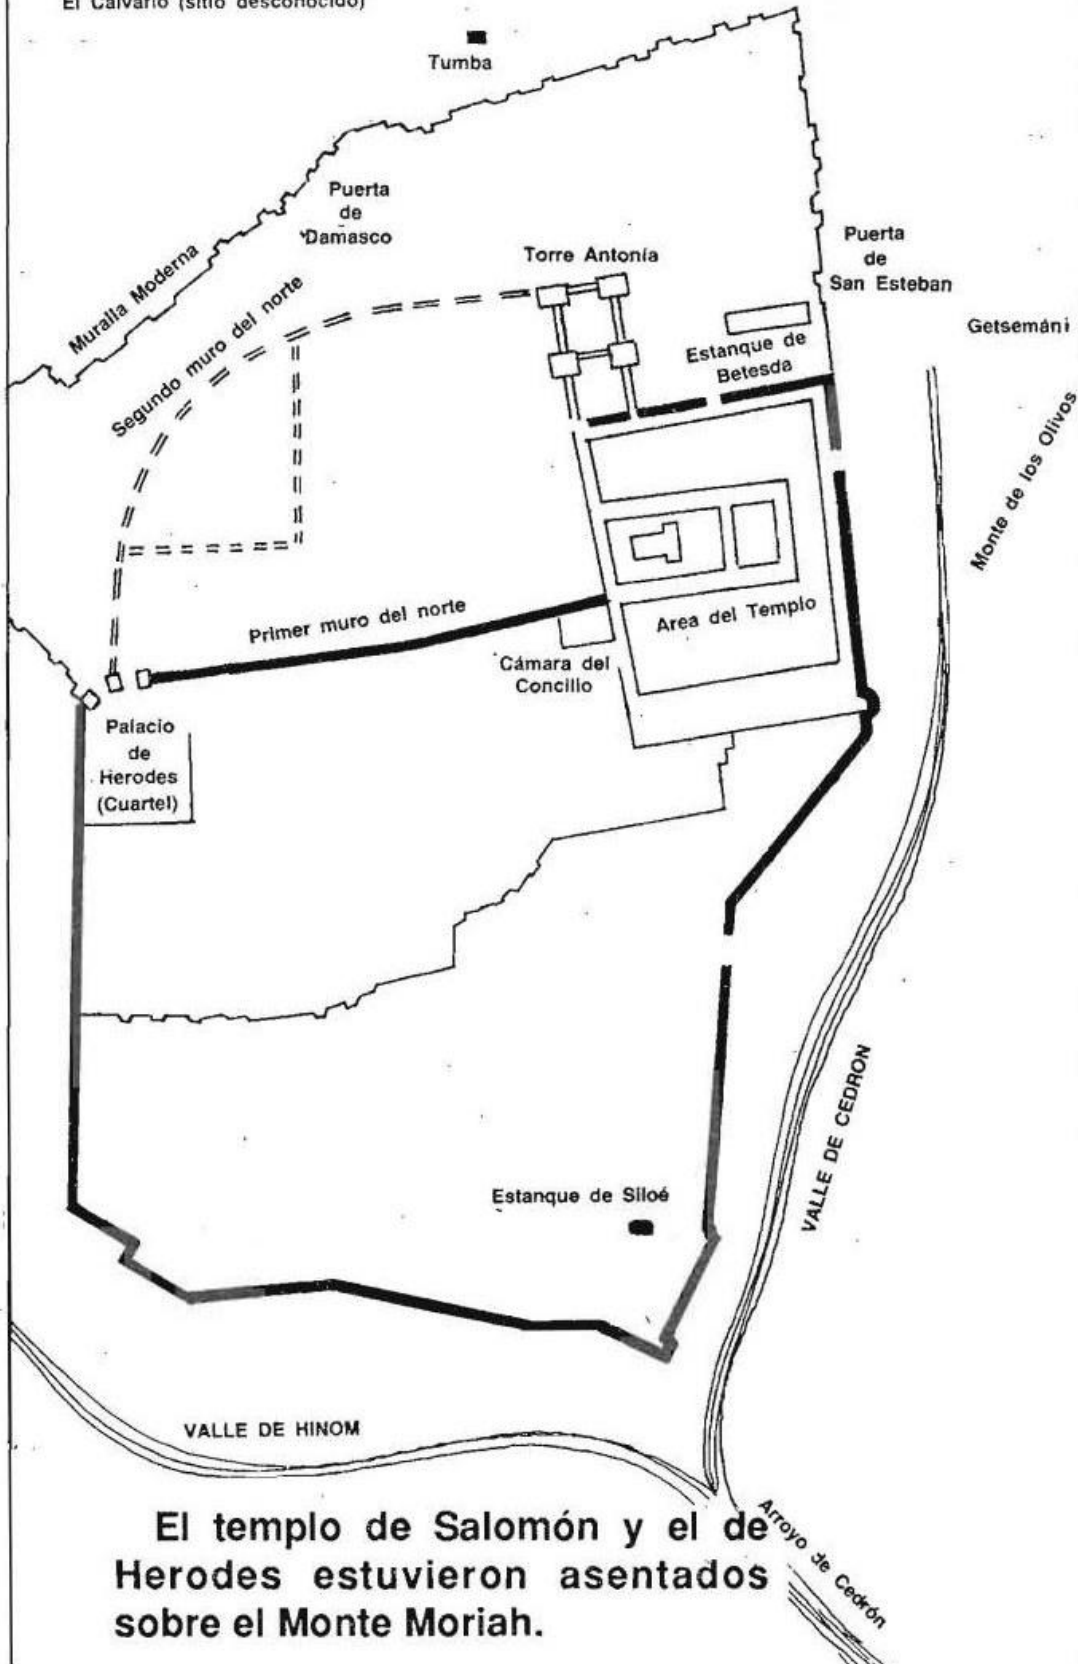 El Calvario (sitio desconocido)
Tumba
Puerta
de
Damasco
Muralla Moderna
Segundo muro del norte
Torre Antonía
Puerta
de
San Esteban
Getsemáni
Estanque de
Betesda
Monte de los Olivos
Primer muro del norte
Area del Templo
Cámara del
Concillo
Palacio
de
Herodes
(Cuartel)
VALLE DE CEDRON
Estanque de Siloé
VALLE DE HINOM
El templo de Salomón y el de
Herodes estuvieron asentados
sobre el Monte Moriah.
Arroyo de Cedrón